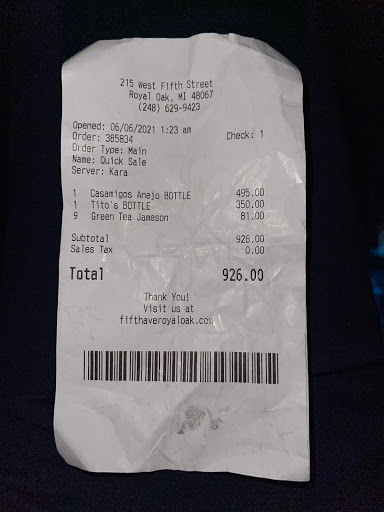 215 West Fifth Street
Royal Oak, MI 48067
(248) 629-9423
Opened: 06/06/2021 1:23 am
Order: 385834 Check: 1
Order Type: Main
Name: Quick Sale
Server: Kara
1 Casamigos Anejo BOTTLE 495.00
1 Tito's BOTTLE 350.00
9 Green Tea Jameson 81.00
Subtotal 926.00
Sales Tax 0.00
Total 926.00
Thank You!
Visit us at
fifthaveroyaloak.com